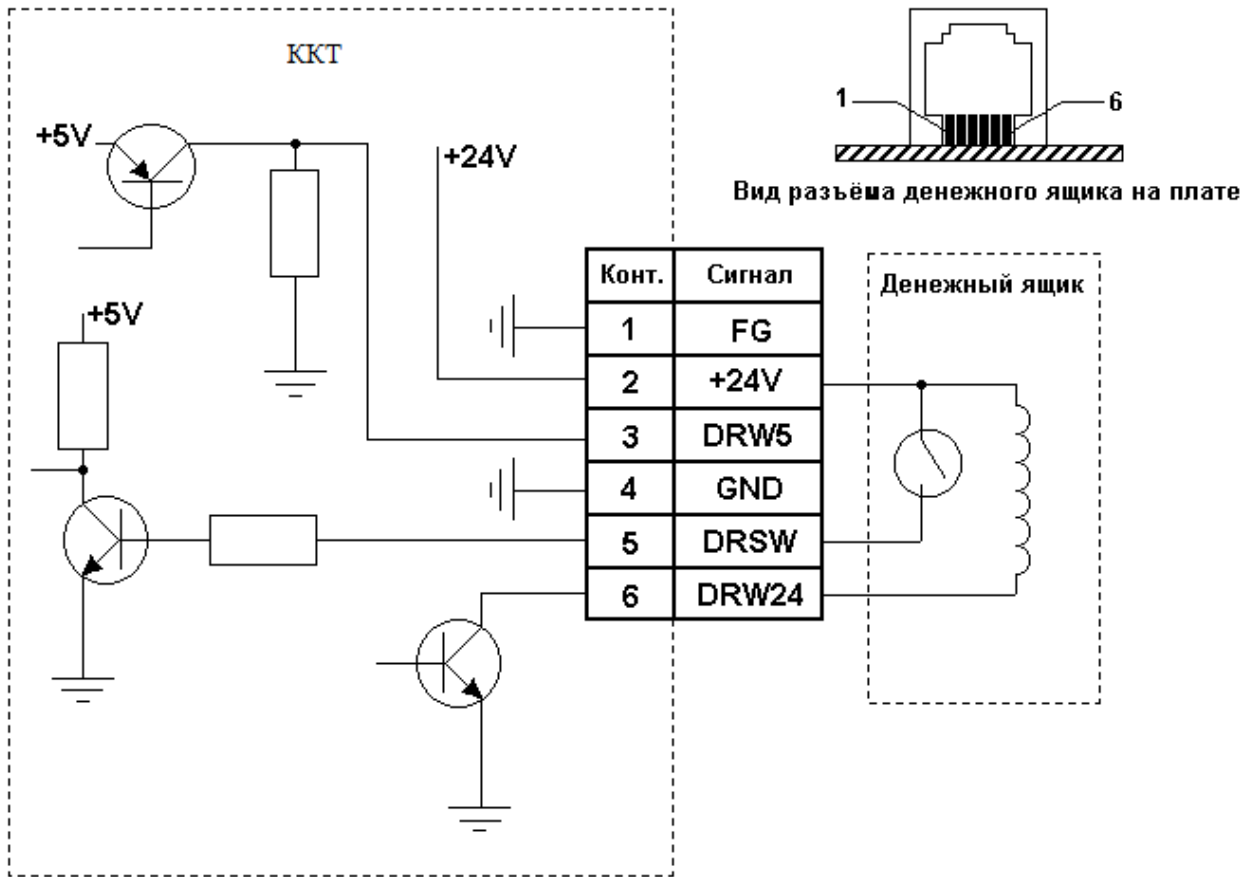 ККТ
+5V
+24V
+5V
1
6
Вид разъёма денежного ящика на плате
Конт. Сигнал
1 FG
2 +24V
3 DRW5
4 GND
5 DRSW
6 DRW24
Денежный ящик